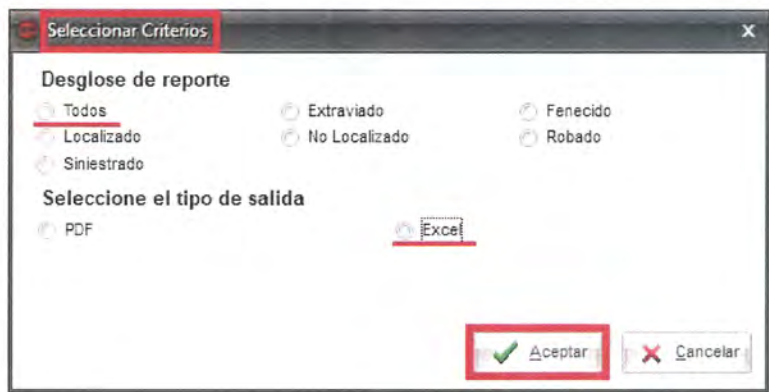 Seleccionar Criterios
Desglose de reporte
Todos Extraviado Fenecido
Localizado No Localizado Robado
Siniestrado
Seleccione el tipo de salida
PDF Excel
Aceptar Cancelar